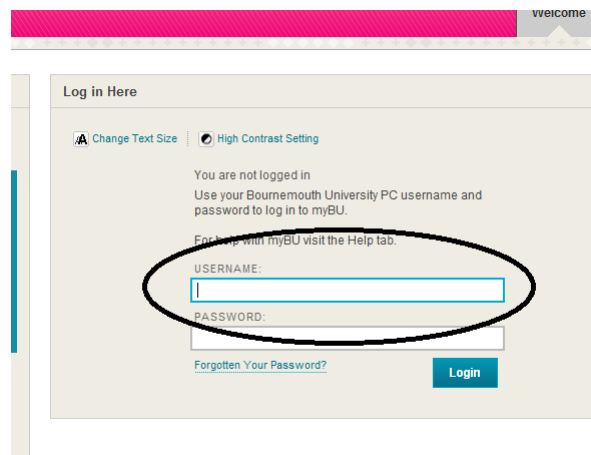 Welcome
Log in Here
Change Text Size
High Contrast Setting
You are not logged in
Use your Bournemouth University PC username and
password to log in to myBU.
For help with myBU visit the Help tab.
USERNAME:
PASSWORD:
Forgotten Your Password?
Login